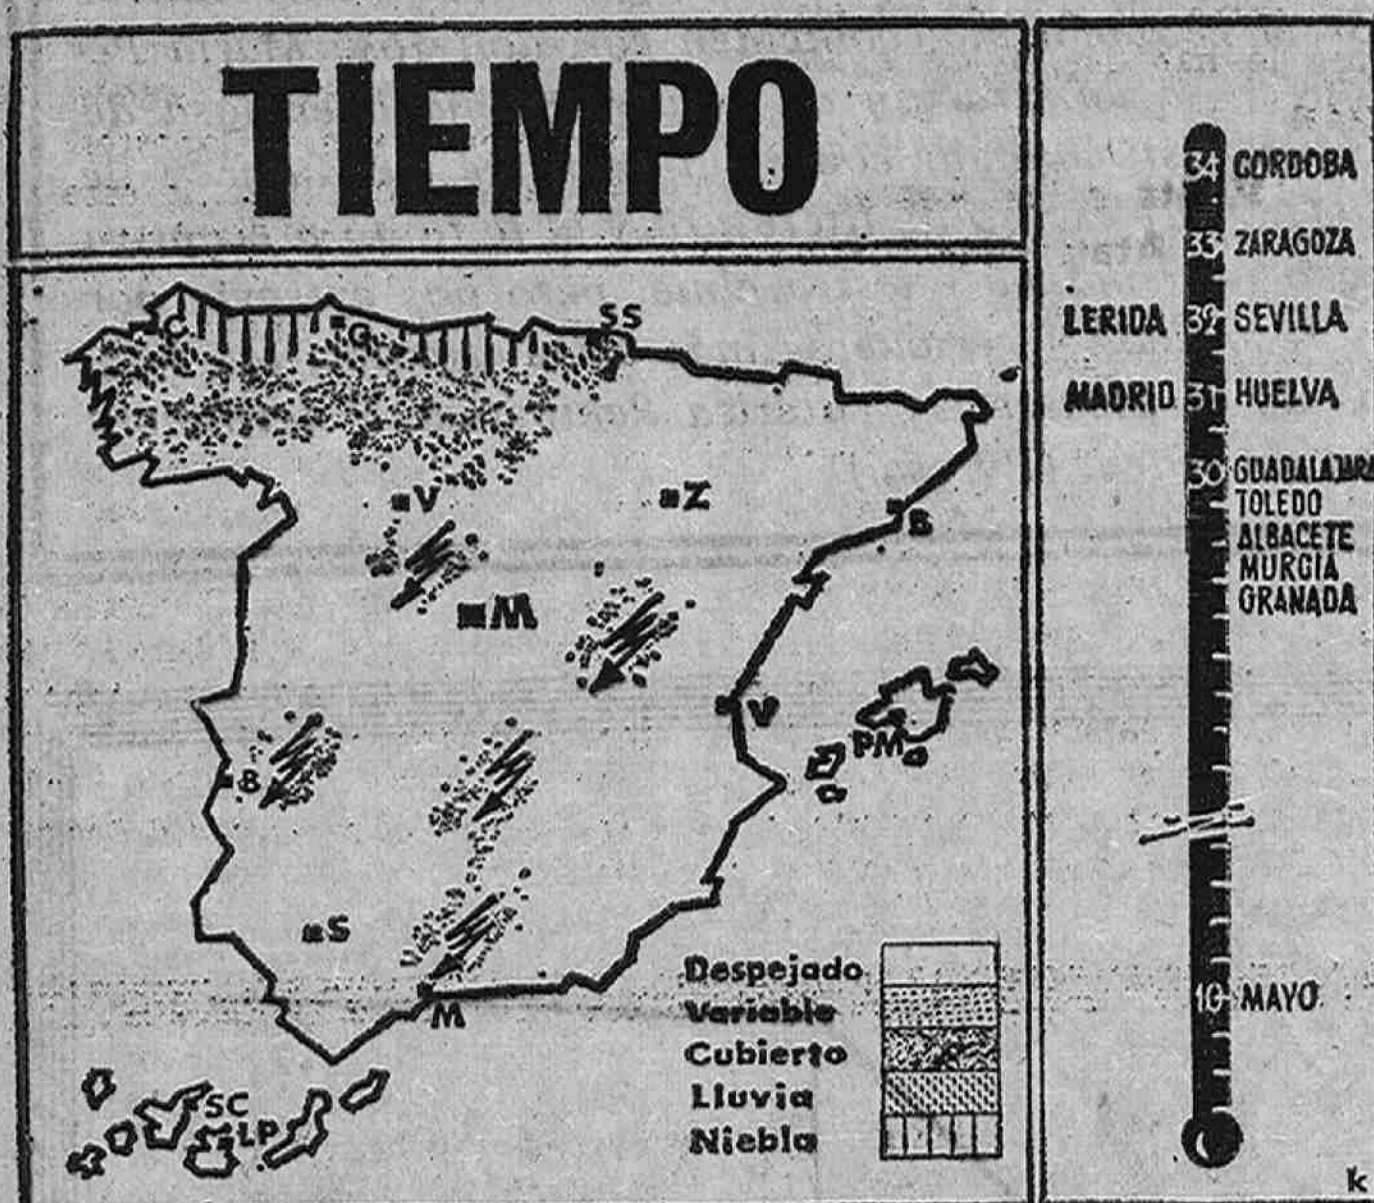 TIEMPO
C
G
SS
V
Z
B
M
V
PM
B
S
M
SC
LP
Despejado
Variable
Cubierto
Lluvia
Niebla
34 CORDOBA
33 ZARAGOZA
LERIDA 32 SEVILLA
MADRID 31 HUELVA
30 GUADALAJARA
TOLEDO
ALBACETE
MURCIA
GRANADA
10 MAYO
k